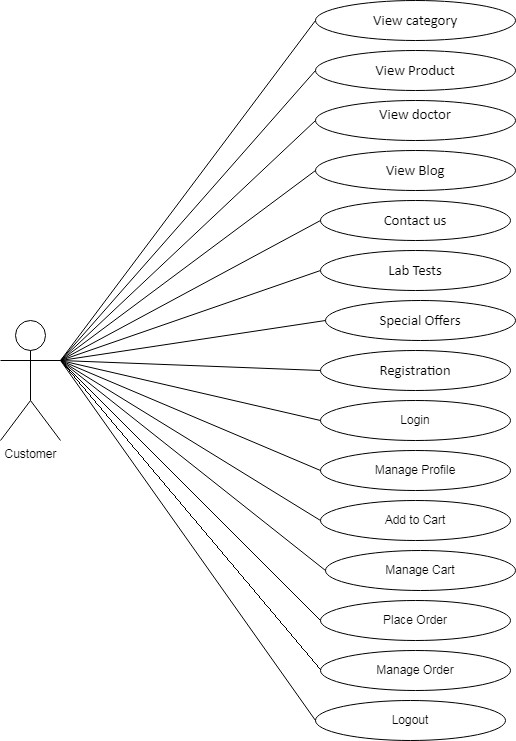 View category
View Product
View doctor
View Blog
Contact us
Lab Tests
Special Offers
Registration
Login
Customer
Manage Profile
Add to Cart
Manage Cart
Place Order
Manage Order
Logout